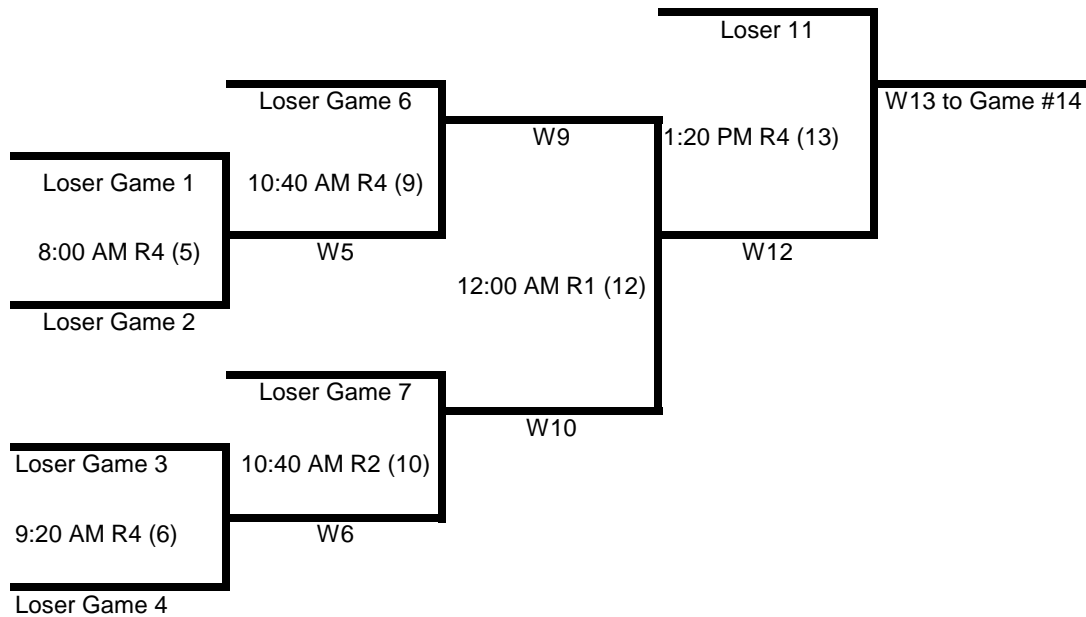 Loser 11
Loser Game 6
W13 to Game #14
W9
1:20 PM R4 (13)
Loser Game 1
10:40 AM R4 (9)
8:00 AM R4 (5)
W5
W12
12:00 AM R1 (12)
Loser Game 2
Loser Game 7
W10
Loser Game 3
10:40 AM R2 (10)
9:20 AM R4 (6)
W6
Loser Game 4